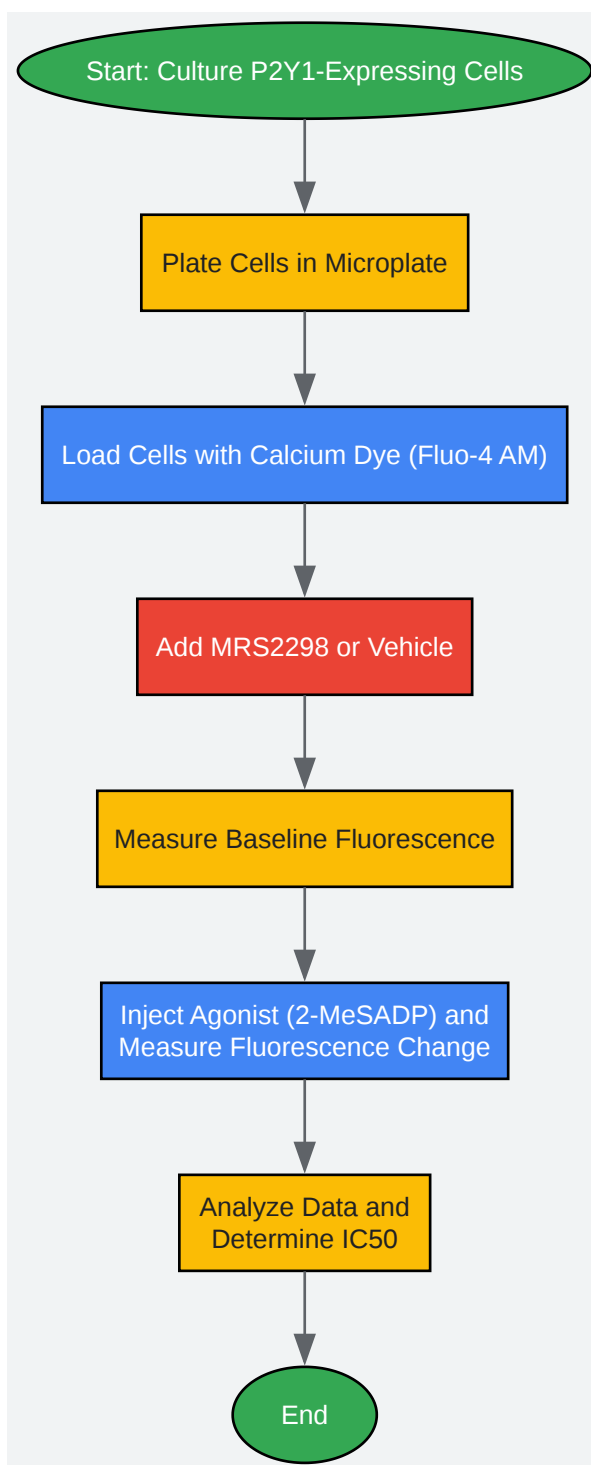 Start: Culture P2Y1-Expressing Cells
Plate Cells in Microplate
Load Cells with Calcium Dye (Fluo-4 AM)
Add MRS2298 or Vehicle
Measure Baseline Fluorescence
Inject Agonist (2-MeSADP) and
Measure Fluorescence Change
Analyze Data and
Determine IC50
End